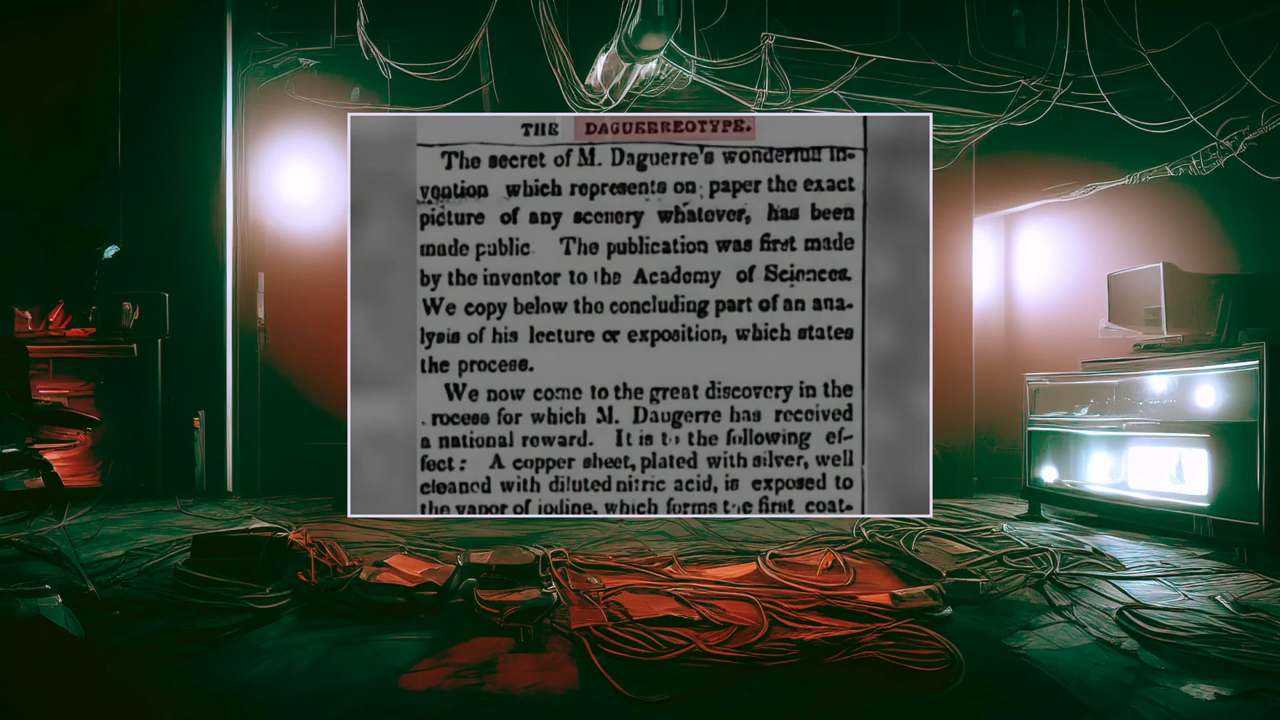 THE DAGUERREOTYPE.
The secret of M. Daguerre's wonderfull in-
vention which represents on paper the exact
picture of any scenery whatever, has been
made public. The publication was first made
by the inventor to the Academy of Sciences.
We copy below the concluding part of an ana-
lysis of his lecture or exposition, which states
the process.
We now come to the great discovery in the
rocess for which M. Daugerre has received
a national reward. It is to the following ef-
fect: A copper sheet, plated with silver, well
cleaned with diluted nitric acid, is exposed to
the vapor of iodine, which forms the first coat-